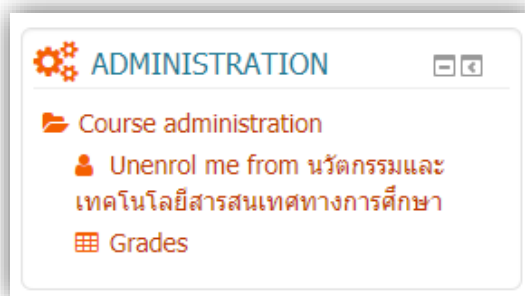 ADMINISTRATION
Course administration
Unenrol me from นวัตกรรมและ
เทคโนโลยีสารสนเทศทางการศึกษา
Grades